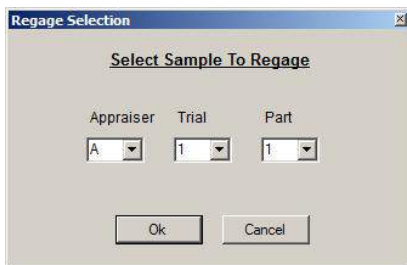 Regage Selection
Select Sample To Regage
Appraiser Trial Part
A 1 1
Ok Cancel